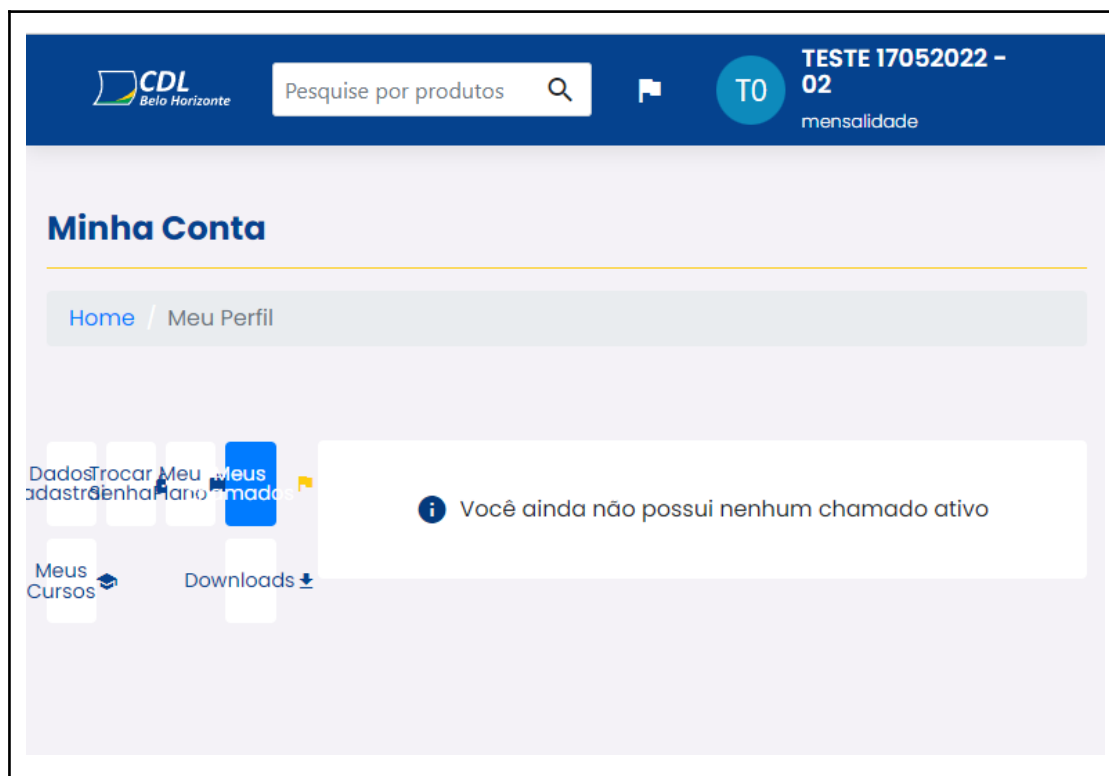 CDL
Belo Horizonte
Pesquise por produtos
T0
TESTE 17052022 -
02
mensalidade
Minha Conta
Home / Meu Perfil
Dados
Trocar
Senha
Meu
Meus
Você ainda não possui nenhum chamado ativo
Meus
Cursos
Downloads